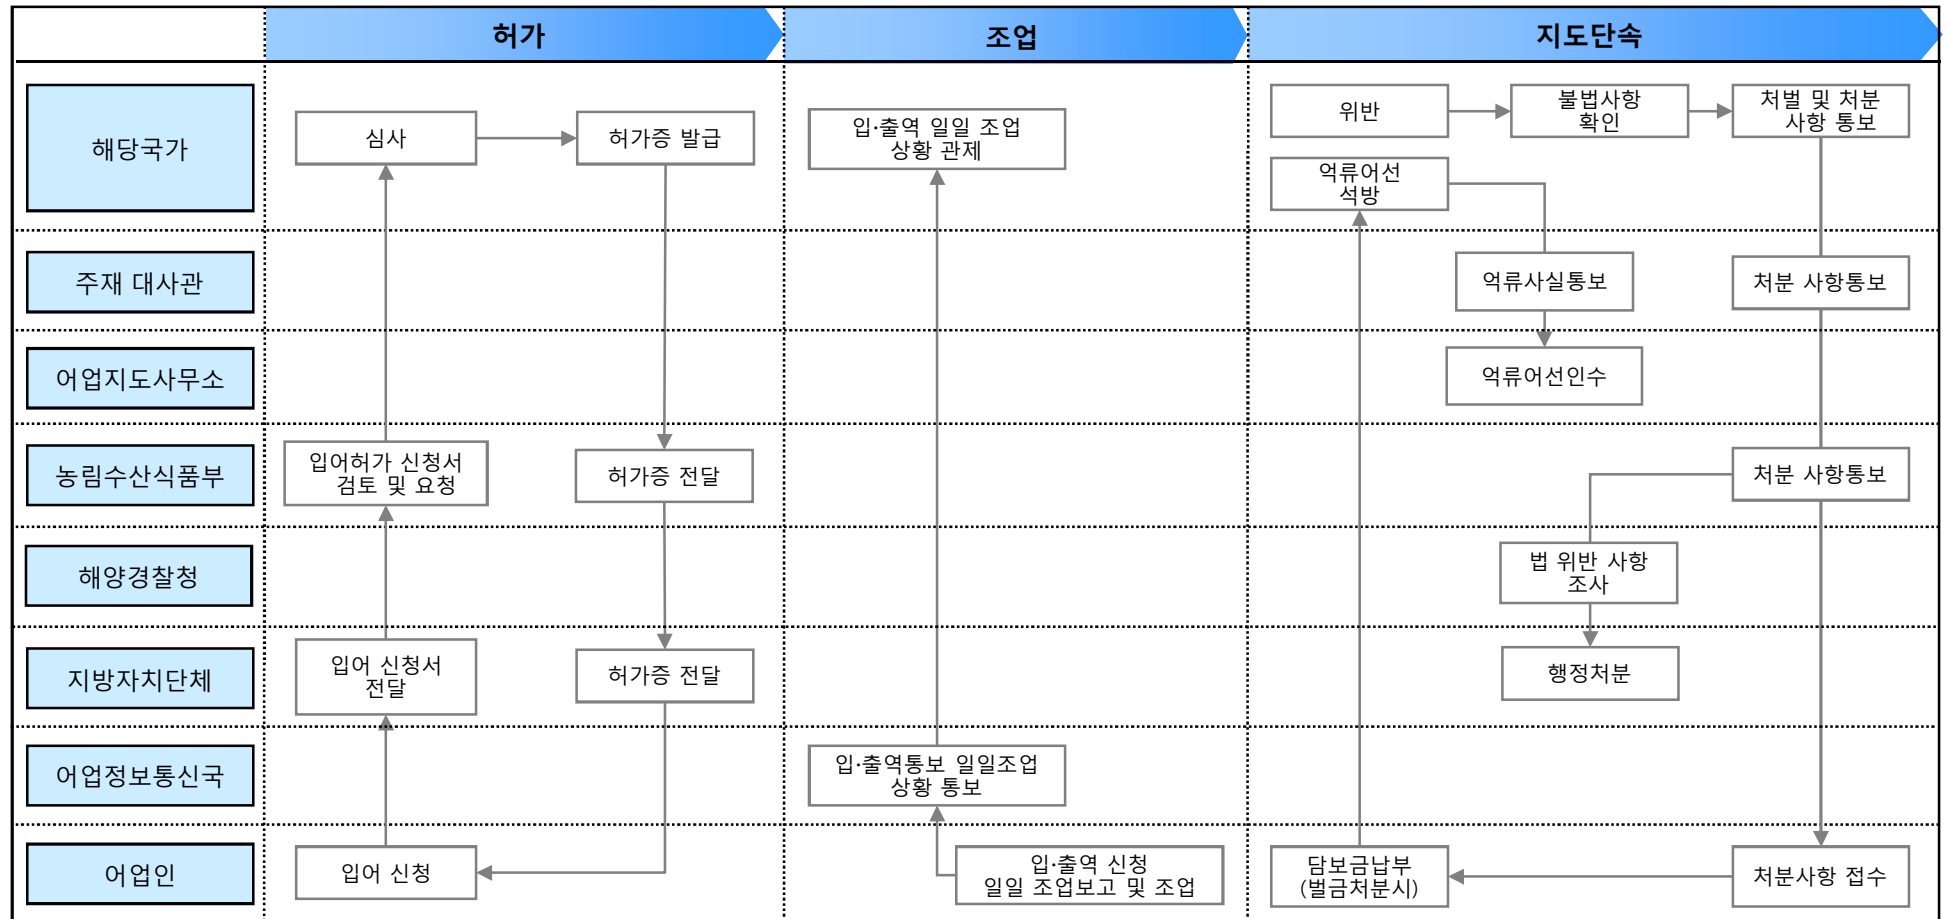 허가
조업
지도단속
해당국가
심사
허가증 발급
입·출역 일일 조업
상황 관제
위반
불법사항
확인
처벌 및 처분
사항 통보
억류어선
석방
주재 대사관
억류사실통보
처분 사항통보
어업지도사무소
억류어선인수
농림수산식품부
입어허가 신청서
검토 및 요청
허가증 전달
처분 사항통보
해양경찰청
법 위반 사항
조사
지방자치단체
입어 신청서
전달
허가증 전달
행정처분
어업정보통신국
입·출역통보 일일조업
상황 통보
어업인
입어 신청
입·출역 신청
일일 조업보고 및 조업
담보금납부
(벌금처분시)
처분사항 접수